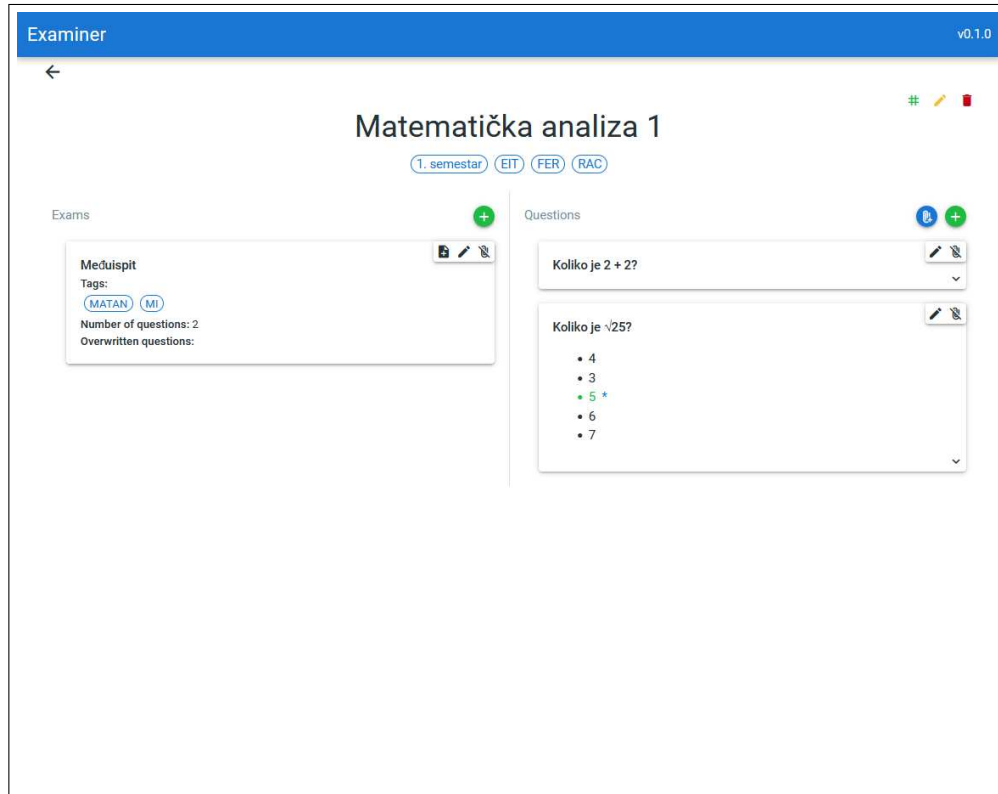 Examiner
v0.1.0
Matematička analiza 1
1. semestar EIT FER RAC
Exams
Međuispit
Tags:
MATAN MI
Number of questions: 2
Overwritten questions:
Questions
Koliko je 2 + 2?
Koliko je √25?
• 4
• 3
• 5 *
• 6
• 7